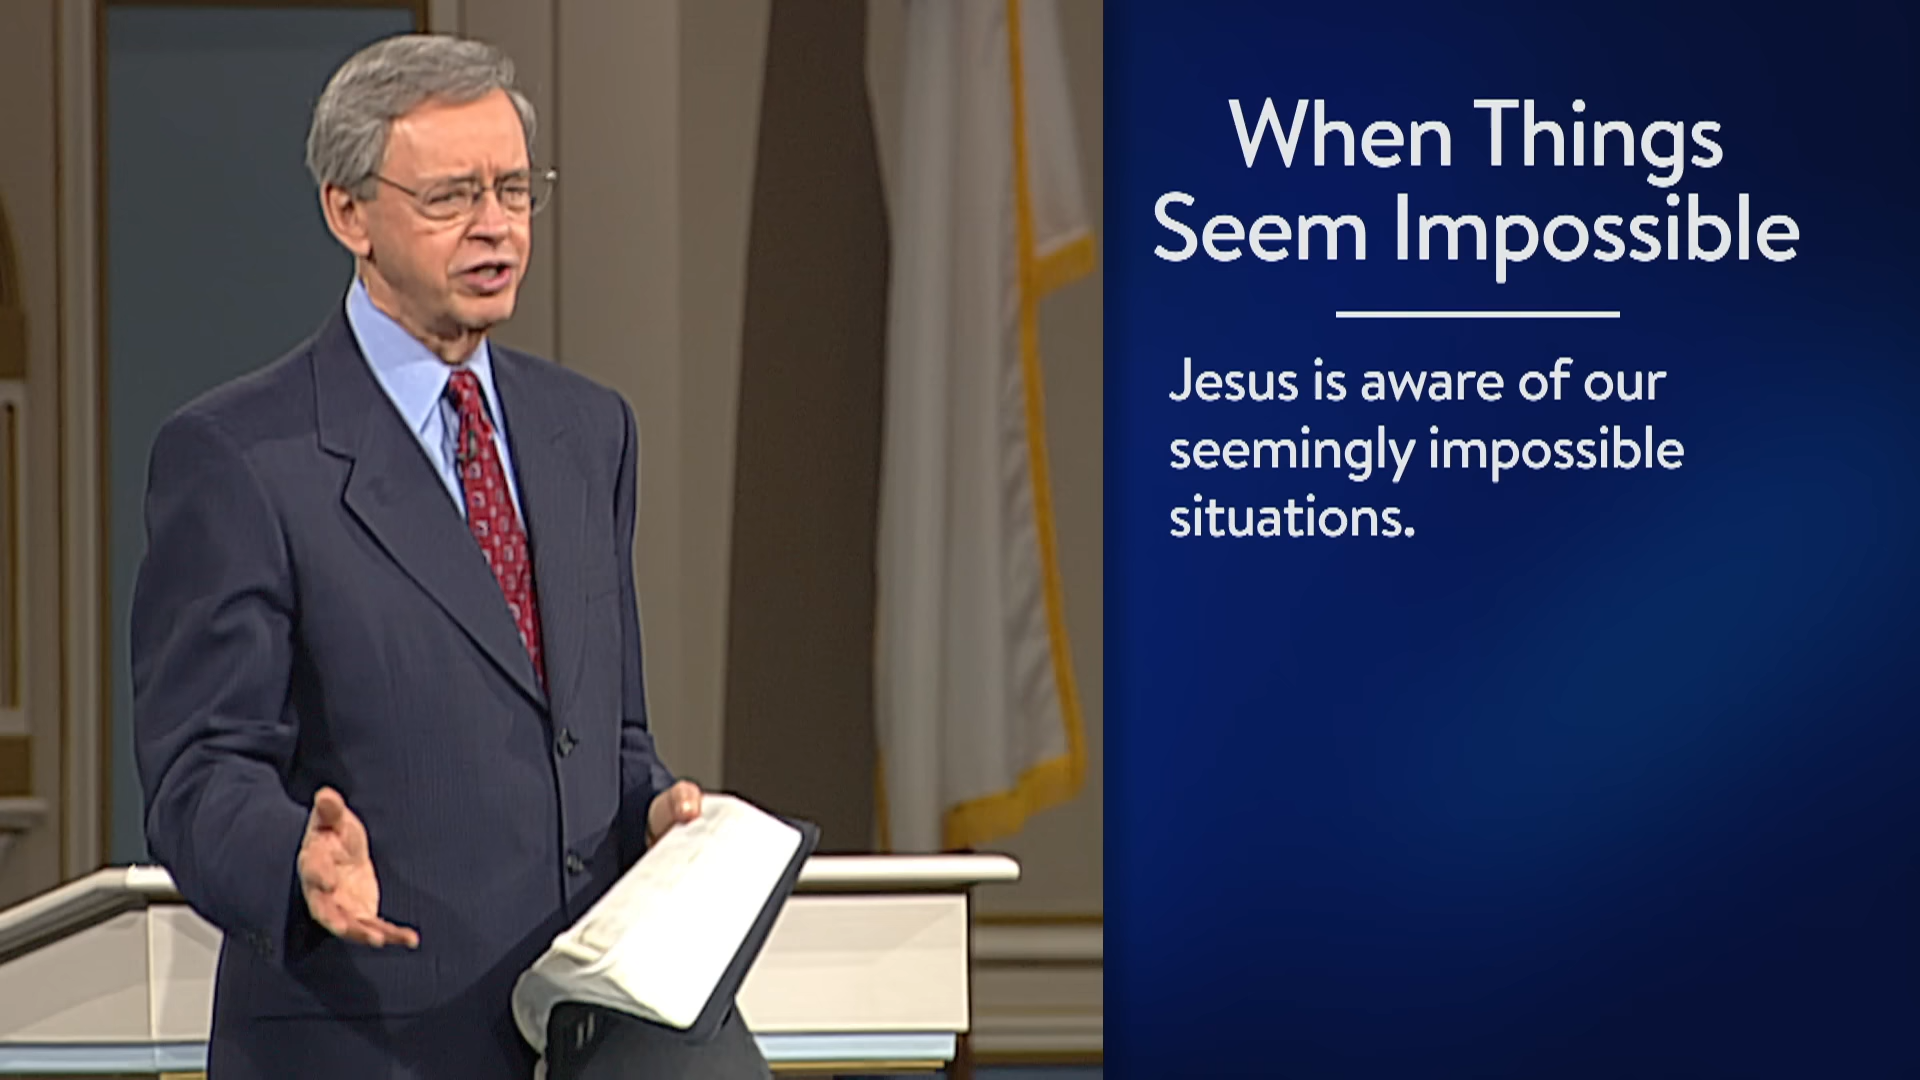 When Things
Seem Impossible
Jesus is aware of our
seemingly impossible
situations.